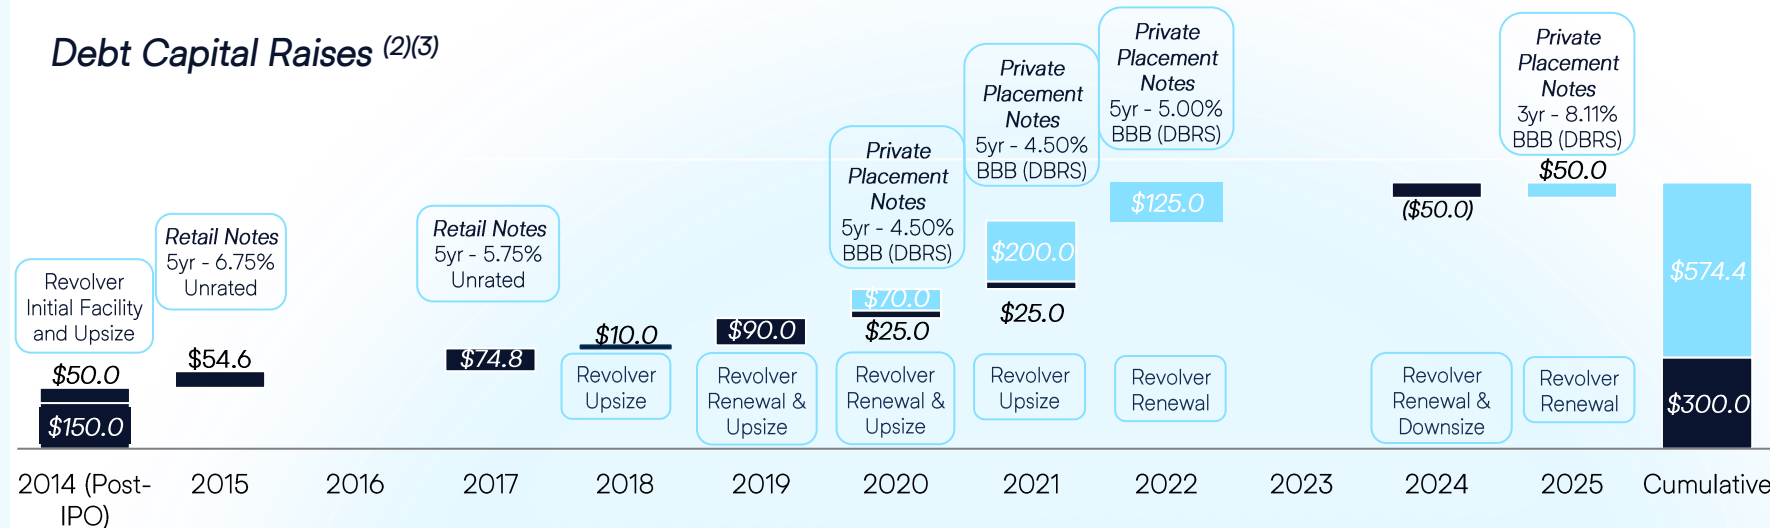 Debt Capital Raises (2)(3)
Revolver
Initial Facility
and Upsize
$50.0
$150.0
Retail Notes
5yr - 6.75%
Unrated
$54.6
Retail Notes
5yr - 5.75%
Unrated
$74.8
$10.0
Revolver
Upsize
$90.0
Revolver
Renewal &
Upsize
Private
Placement
Notes
5yr - 4.50%
BBB (DBRS)
$70.0
$25.0
Revolver
Renewal &
Upsize
Private
Placement
Notes
5yr - 4.50%
BBB (DBRS)
$200.0
$25.0
Revolver
Upsize
Private
Placement
Notes
5yr - 5.00%
BBB (DBRS)
$125.0
Revolver
Renewal
($50.0)
Revolver
Renewal &
Downsize
Private
Placement
Notes
3yr - 8.11%
BBB (DBRS)
$50.0
Revolver
Renewal
$574.4
$300.0
2014 (Post-
IPO)
2015
2016
2017
2018
2019
2020
2021
2022
2023
2024
2025
Cumulative